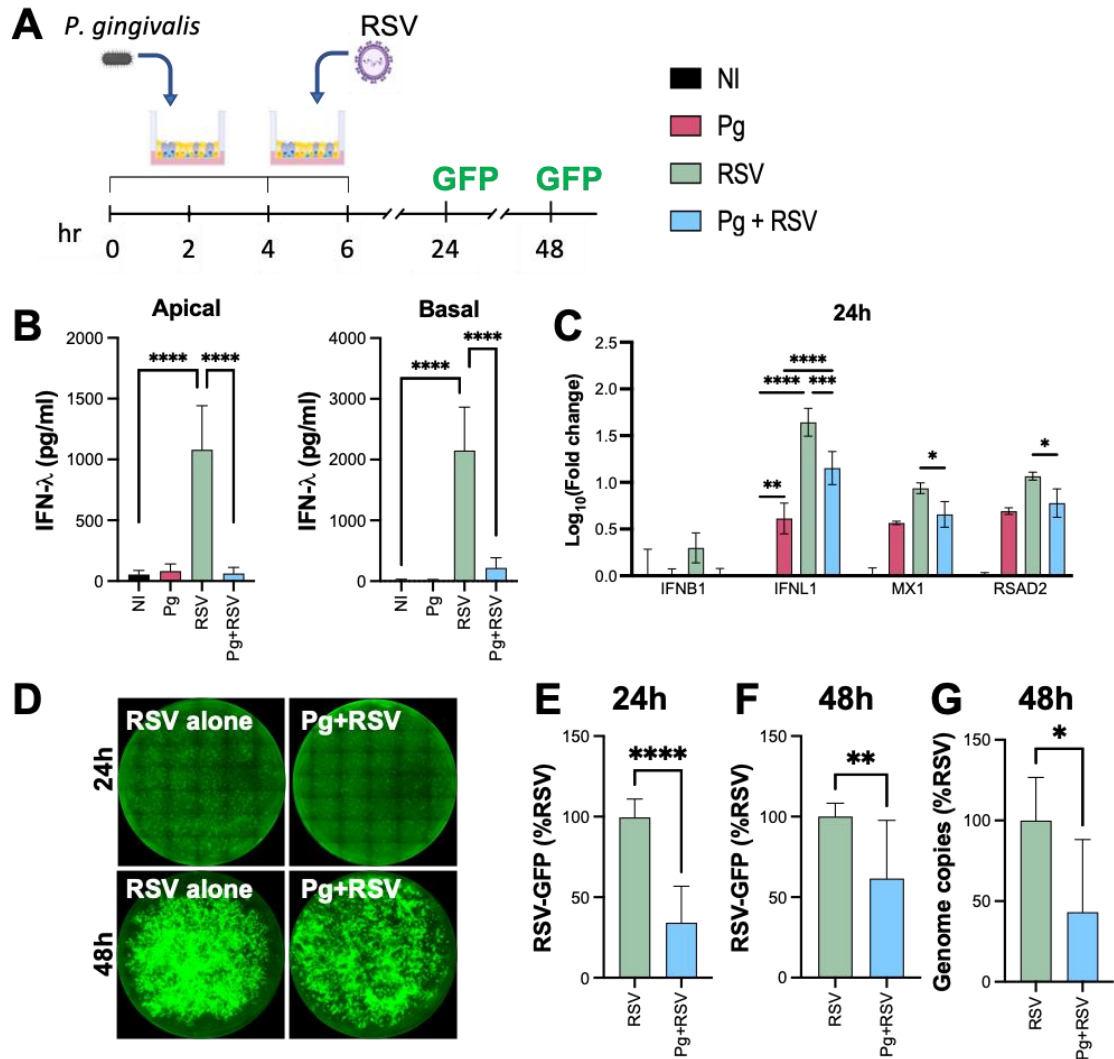 A P. gingivalis RSV
NI
Pg
RSV
Pg + RSV
GFP GFP
hr 0 2 4 6 24 48
B Apical Basal
IFN-λ (pg/ml)
2000
1500
1000
500
0
**** ****
NI Pg RSV Pg+RSV
IFN-λ (pg/ml)
4000
3000
2000
1000
0
**** ****
NI Pg RSV Pg+RSV
C 24h
Log10(Fold change)
2.5
2.0
1.5
1.0
0.5
0.0
****
**** ***
**
*
*
IFNB1 IFNL1 MX1 RSAD2
D
24h
RSV alone Pg+RSV
48h
RSV alone Pg+RSV
E 24h
RSV-GFP (%RSV)
150
100
50
0
****
RSV Pg+RSV
F 48h
RSV-GFP (%RSV)
150
100
50
0
**
RSV Pg+RSV
G 48h
Genome copies (%RSV)
150
100
50
0
*
RSV Pg+RSV